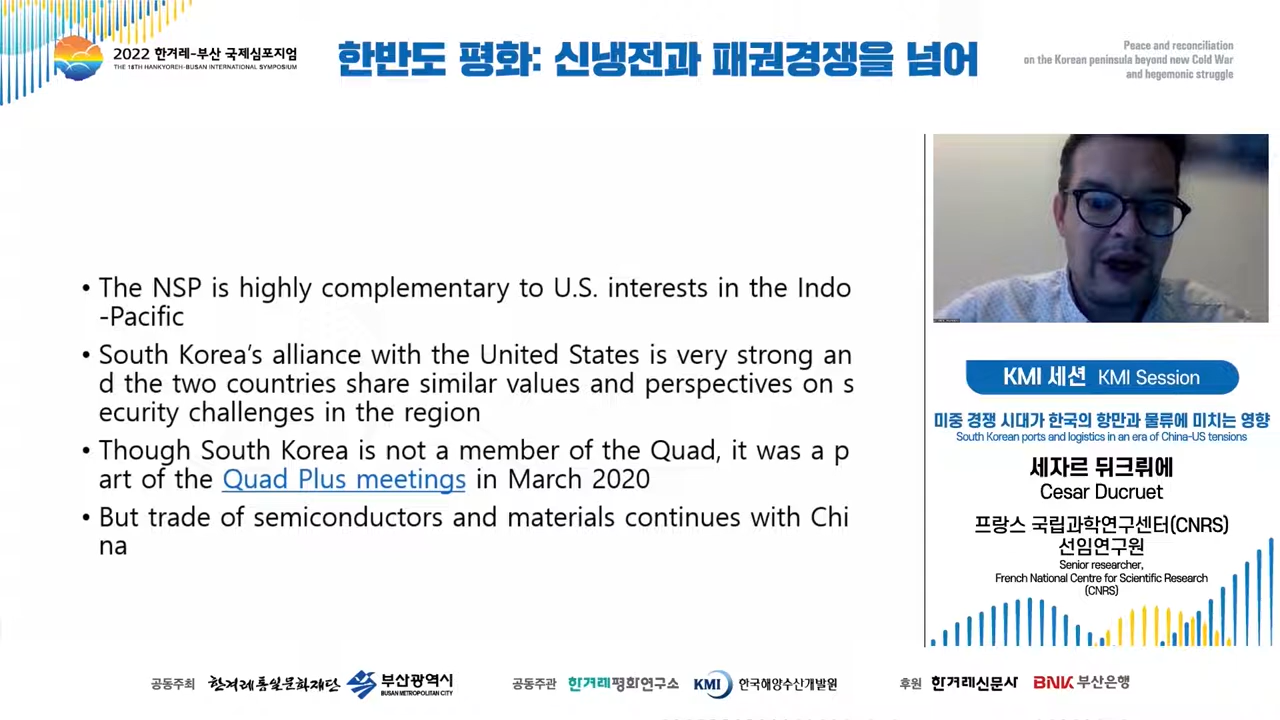 2022 한겨레-부산 국제심포지엄
THE 18TH HANKYOREH-BUSAN INTERNATIONAL SYMPOSIUM
한반도 평화: 신냉전과 패권경쟁을 넘어
Peace and reconciliation
on the Korean peninsula beyond new Cold War
and hegemonic struggle
• The NSP is highly complementary to U.S. interests in the Indo
-Pacific
• South Korea's alliance with the United States is very strong an
d the two countries share similar values and perspectives on s
ecurity challenges in the region
• Though South Korea is not a member of the Quad, it was a p
art of the Quad Plus meetings in March 2020
• But trade of semiconductors and materials continues with Chi
na
KMI 세션 KMI Session
미중 경쟁 시대가 한국의 항만과 물류에 미치는 영향
South Korean ports and logistics in an era of China-US tensions
세자르 뒤크뤼에
Cesar Ducruet
프랑스 국립과학연구센터(CNRS)
선임연구원
Senior researcher,
French National Centre for Scientific Research
(CNRS)
공동주최 한겨레통일문화재단 부산광역시
BUSAN METROPOLITAN CITY
공동주관 한겨레평화연구소 KMI 한국해양수산개발원
후원 한겨레신문사 BNK 부산은행